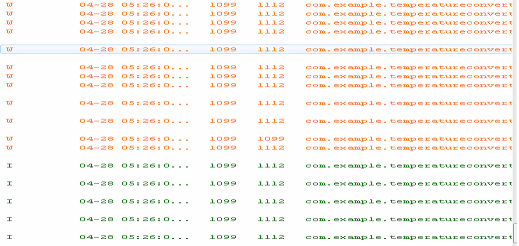 W 04-28 05:26:0... 1099 1112 com.example.temperatureconvert
W 04-28 05:26:0... 1099 1112 com.example.temperatureconvert
W 04-28 05:26:0... 1099 1112 com.example.temperatureconvert
W 04-28 05:26:0... 1099 1112 com.example.temperatureconvert
W 04-28 05:26:0... 1099 1112 com.example.temperatureconvert
W 04-28 05:26:0... 1099 1112 com.example.temperatureconvert
W 04-28 05:26:0... 1099 1112 com.example.temperatureconvert
W 04-28 05:26:0... 1099 1112 com.example.temperatureconvert
W 04-28 05:26:0... 1099 1112 com.example.temperatureconvert
W 04-28 05:26:0... 1099 1112 com.example.temperatureconvert
W 04-28 05:26:0... 1099 1099 com.example.temperatureconvert
W 04-28 05:26:0... 1099 1112 com.example.temperatureconvert
I 04-28 05:26:0... 1099 1112 com.example.temperatureconvert
I 04-28 05:26:0... 1099 1112 com.example.temperatureconvert
I 04-28 05:26:0... 1099 1112 com.example.temperatureconvert
I 04-28 05:26:0... 1099 1112 com.example.temperatureconvert
I 04-28 05:26:0... 1099 1112 com.example.temperatureconvert